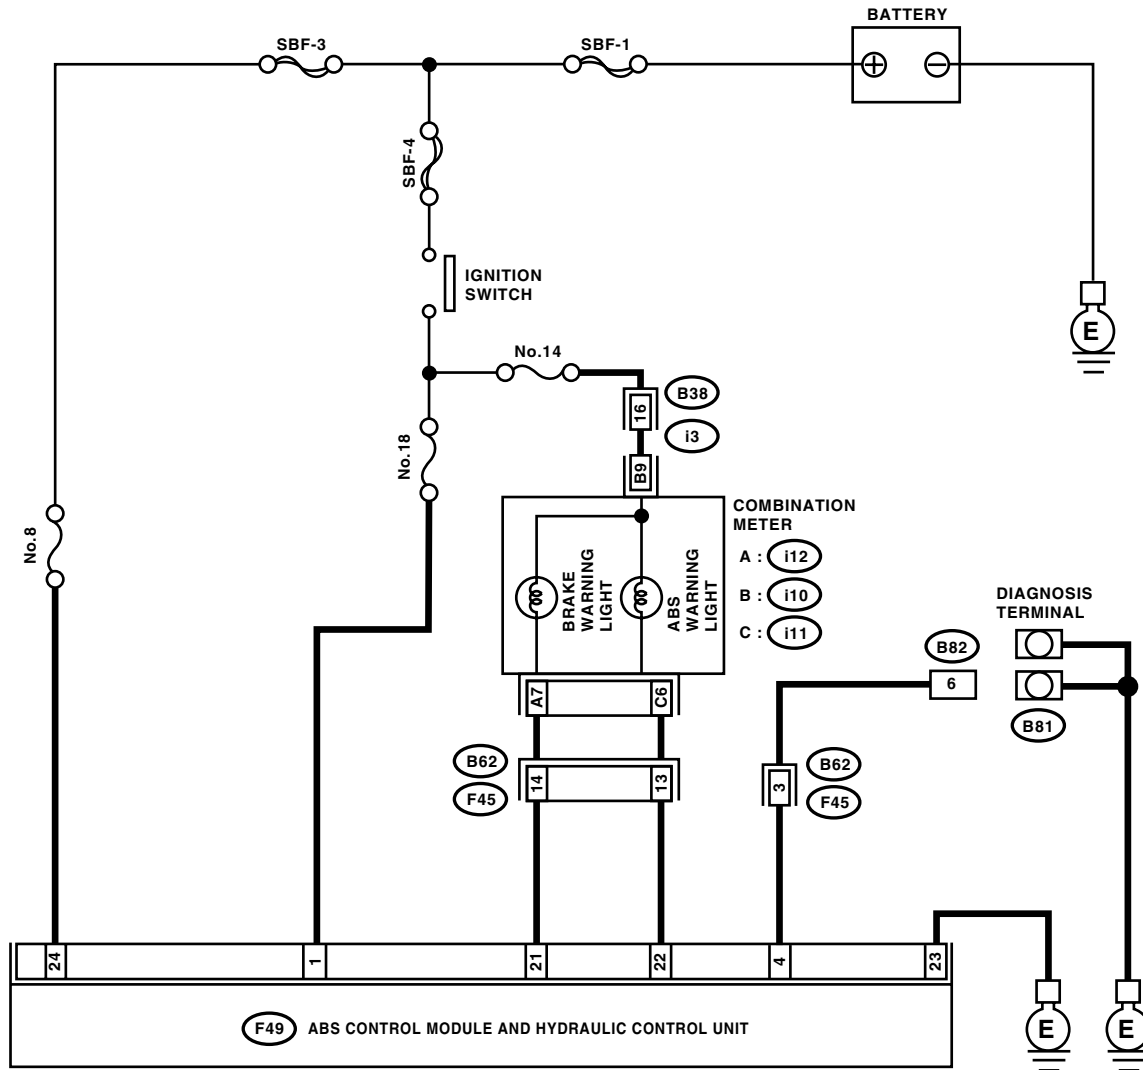 BATTERY
SBF-3
SBF-1
SBF-4
IGNITION
SWITCH
E
No.14
B38
16
i3
No.18
B9
COMBINATION
METER
No.8
BRAKE
WARNING
LIGHT
ABS
WARNING
LIGHT
A : i12
B : i10
C : i11
DIAGNOSIS
TERMINAL
B82
6
B81
A7
C6
B62
14
13
F45
B62
3
F45
24
1
21
22
4
23
F49 ABS CONTROL MODULE AND HYDRAULIC CONTROL UNIT
E
E